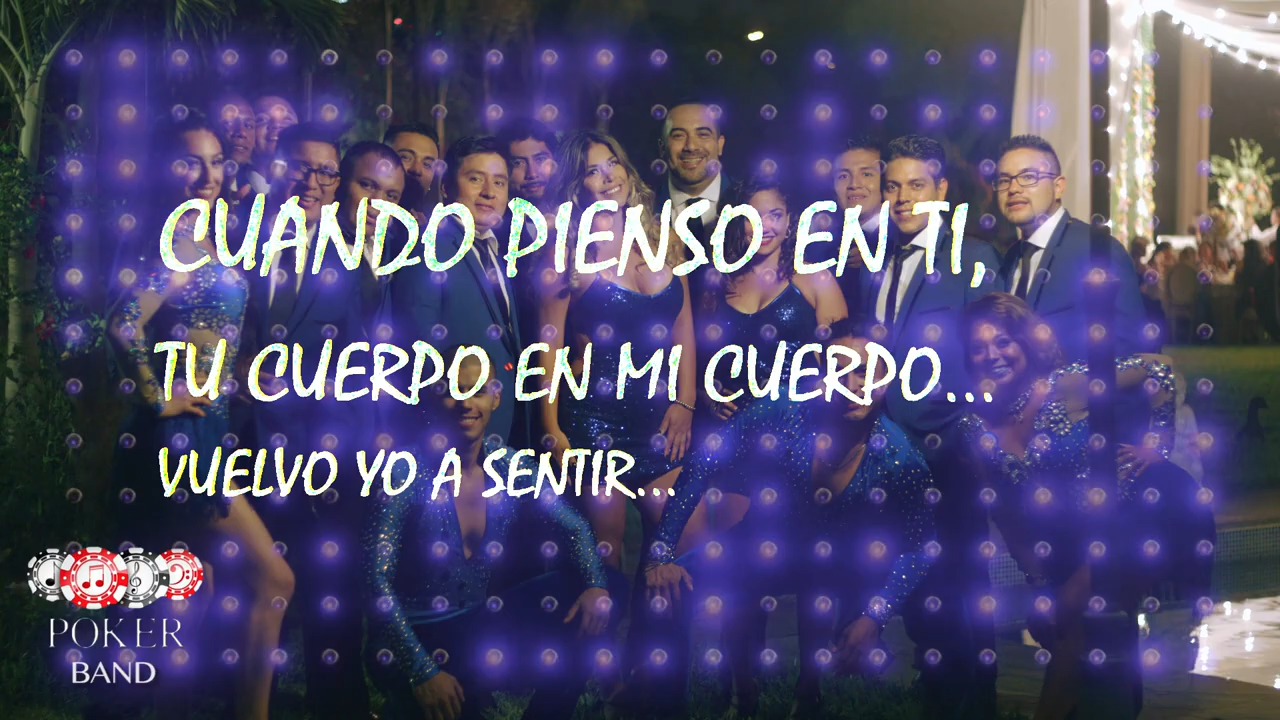 CUANDO PIENSO EN TI,
TU CUERPO EN MI CUERPO...
VUELVO YO A SENTIR...
POKER
BAND